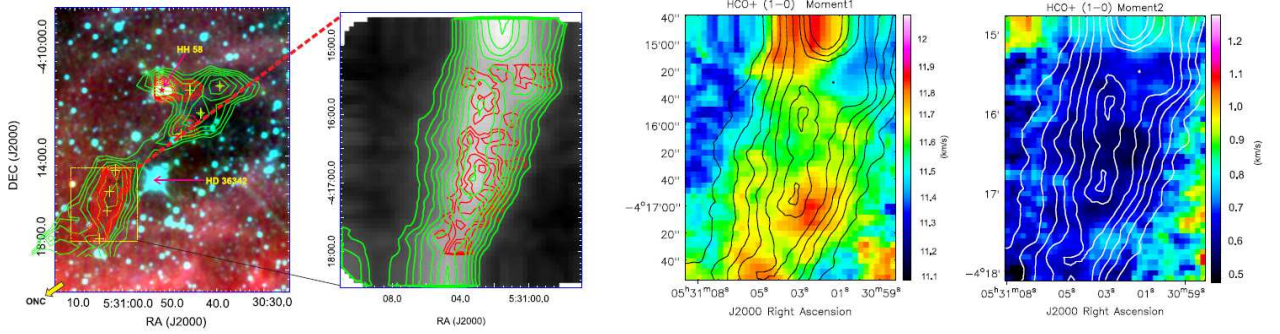 HH 58
HD 36342
DEC (J2000)
-4:10:00.0
14:00.0
18:00.0
ONC
10.0 5:31:00.0 50.0 40.0 30:30.0
RA (J2000)
15:00.0
16:00.0
-4:17:00.0
18:00.0
08.0 04.0 5:31:00.0
RA (J2000)
HCO+ (1−0) Moment1
40"
15'00"
20"
40"
16'00"
20"
40"
−4°17'00"
20"
40"
05h31m08s 05s 03s 01s 30m59s
J2000 Right Ascension
12
11.9
11.8
11.7
11.6
11.5
11.4
11.3
11.2
11.1
(km/s)
HCO+ (1−0) Moment2
15'
16'
17'
−4°18'
05h31m08s 05s 03s 01s 30m59s
J2000 Right Ascension
1.2
1.1
1.0
0.9
0.8
0.7
0.6
0.5
(km/s)